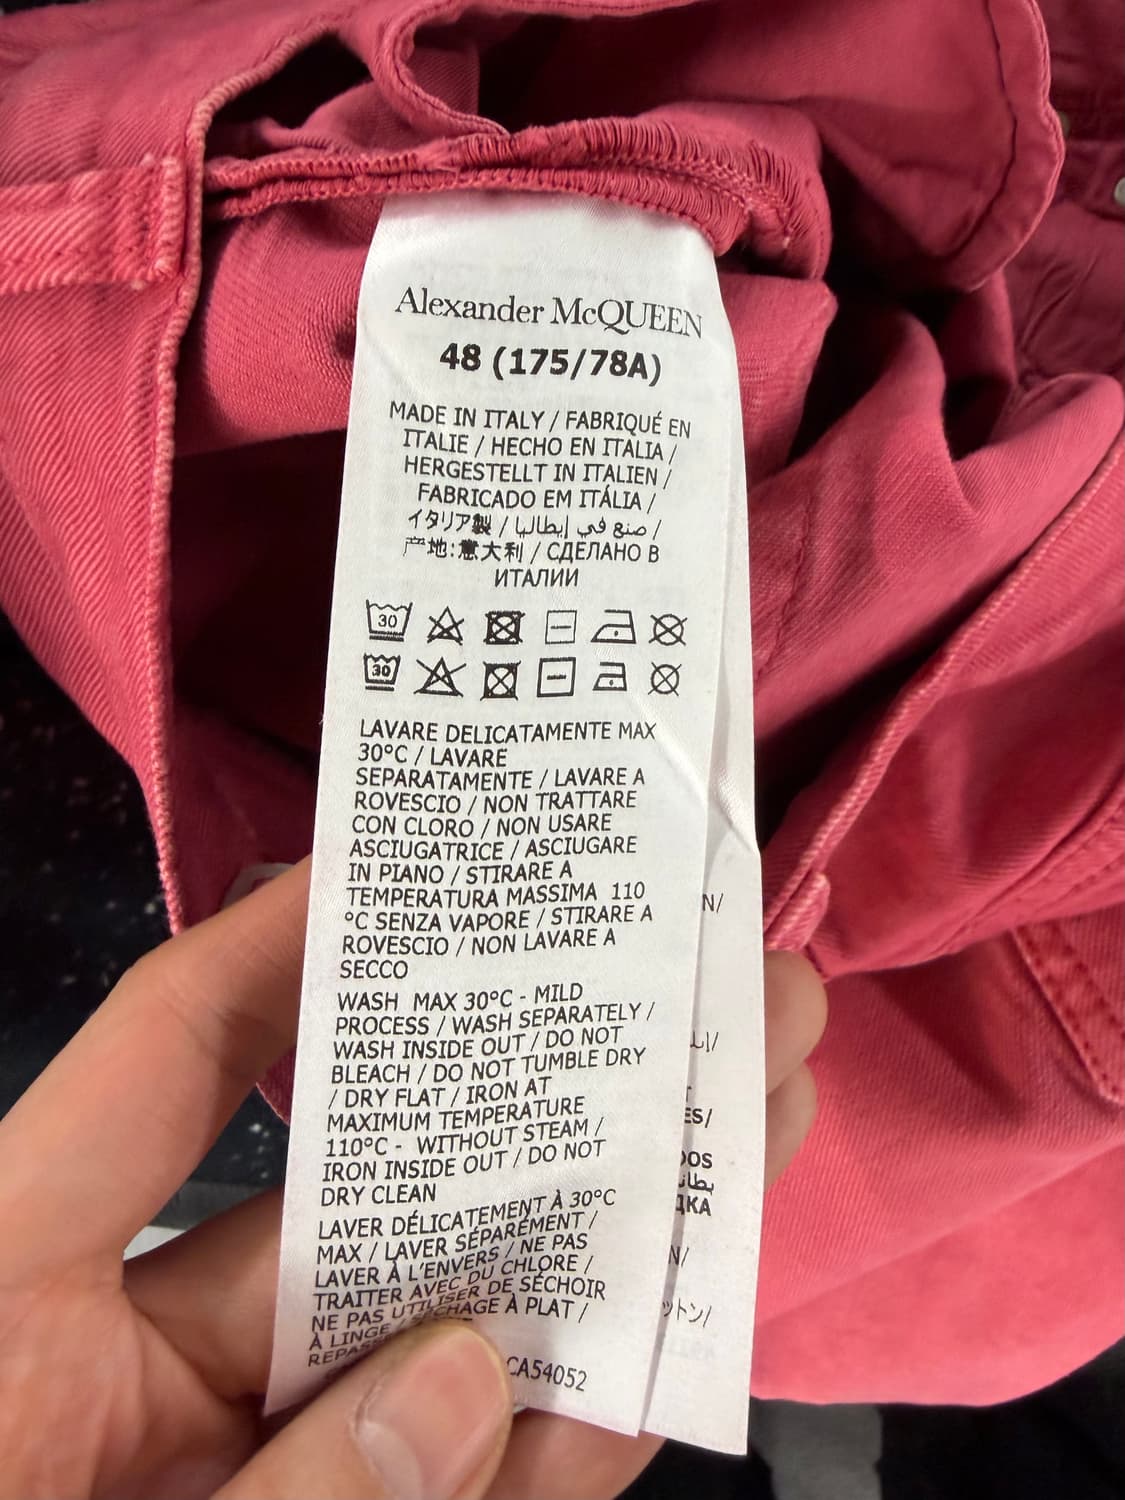 Alexander McQUEEN
48 (175/78A)
MADE IN ITALY / FABRIQUÉ EN
ITALIE / HECHO EN ITALIA /
HERGESTELLT IN ITALIEN /
FABRICADO EM ITÁLIA /
イタリア製 / صنع في إيطاليا /
产地:意大利 / СДЕЛАНО В
ИТАЛИИ
30
30
LAVARE DELICATAMENTE MAX
30°C / LAVARE
SEPARATAMENTE / LAVARE A
ROVESCIO / NON TRATTARE
CON CLORO / NON USARE
ASCIUGATRICE / ASCIUGARE
IN PIANO / STIRARE A
TEMPERATURA MASSIMA 110
°C SENZA VAPORE / STIRARE A
ROVESCIO / NON LAVARE A
SECCO
WASH MAX 30°C - MILD
PROCESS / WASH SEPARATELY /
WASH INSIDE OUT / DO NOT
BLEACH / DO NOT TUMBLE DRY
/ DRY FLAT / IRON AT
MAXIMUM TEMPERATURE
110°C - WITHOUT STEAM /
IRON INSIDE OUT / DO NOT
DRY CLEAN
LAVER DÉLICATEMENT À 30°C
MAX / LAVER SÉPARÉMENT /
LAVER À L'ENVERS / NE PAS
TRAITER AVEC DU CHLORE /
NE PAS UTILISER DE SÉCHOIR
À LINGE / SÉCHAGE À PLAT /
CA54052
N/
ES/
DOS
ДКА
N/